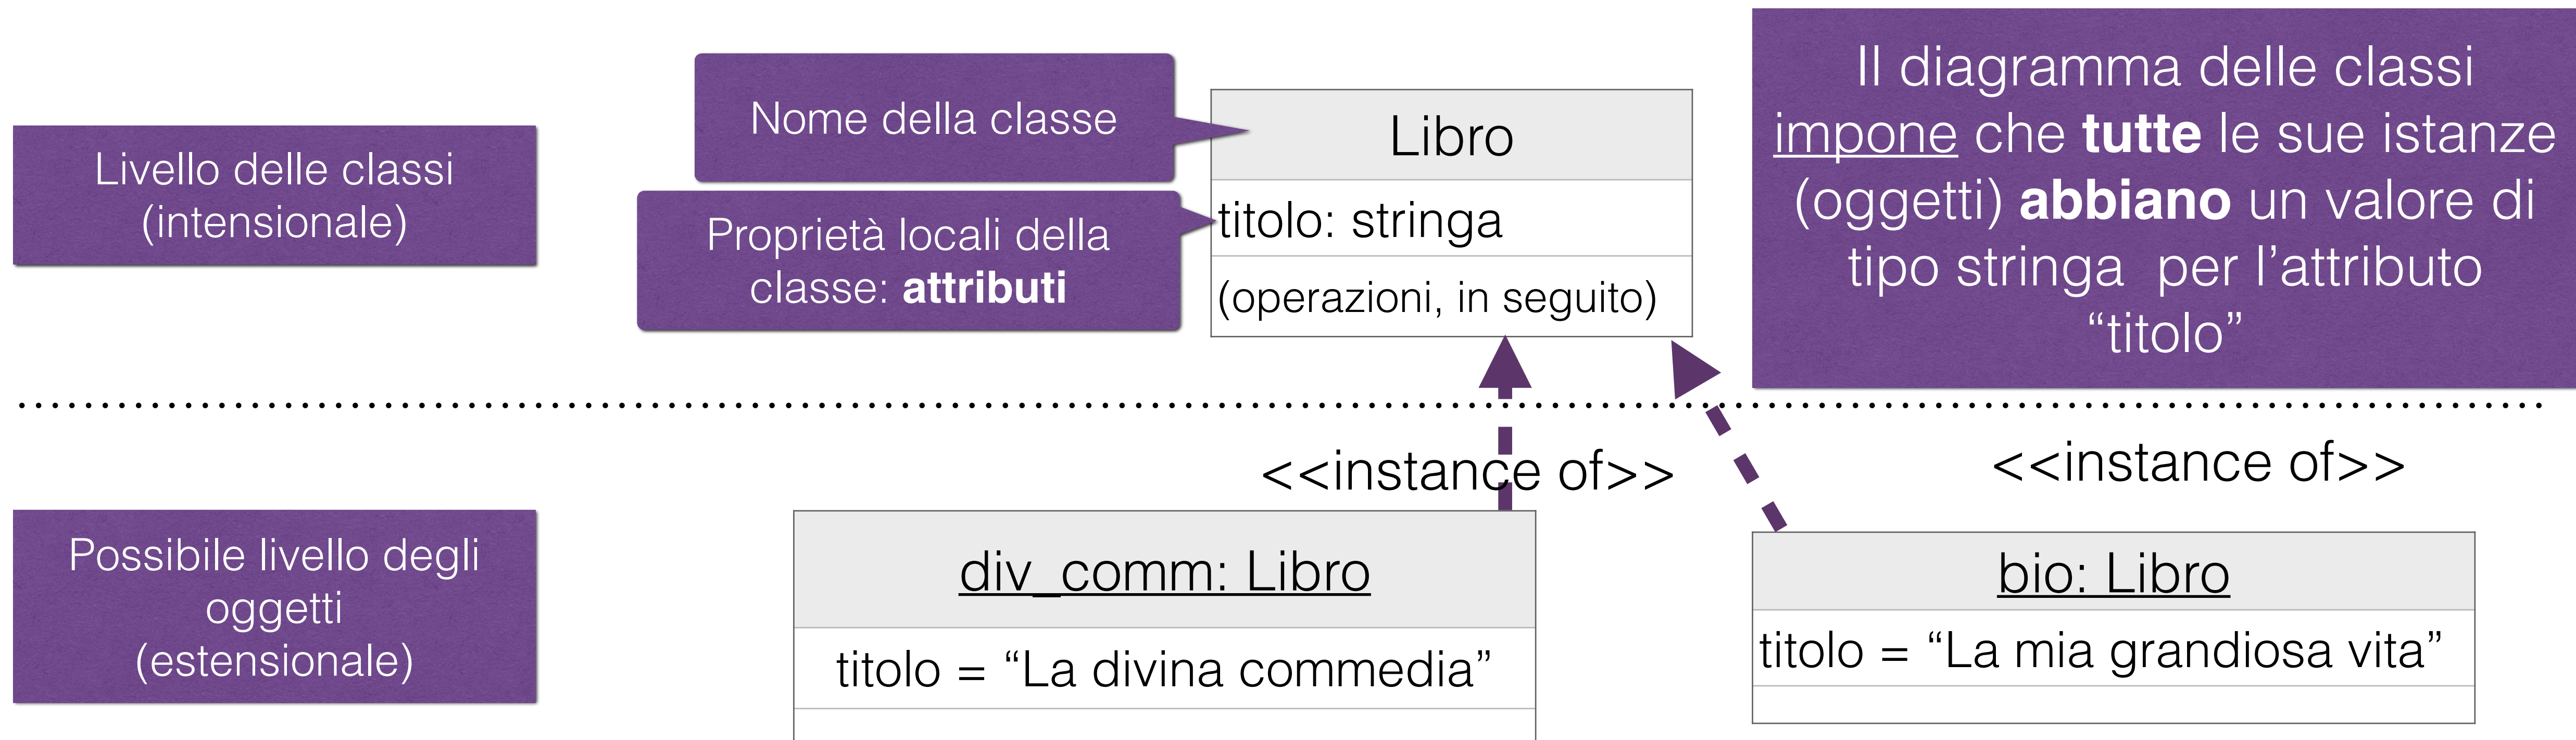 Livello delle classi
(intensionale)
Nome della classe
Proprietà locali della
classe: attributi
Libro
titolo: stringa
(operazioni, in seguito)
Il diagramma delle classi
impone che tutte le sue istanze
(oggetti) abbiano un valore di
tipo stringa per l’attributo
“titolo”
<<instance of>>
<<instance of>>
Possibile livello degli
oggetti
(estensionale)
div_comm: Libro
titolo = “La divina commedia”
bio: Libro
titolo = “La mia grandiosa vita”